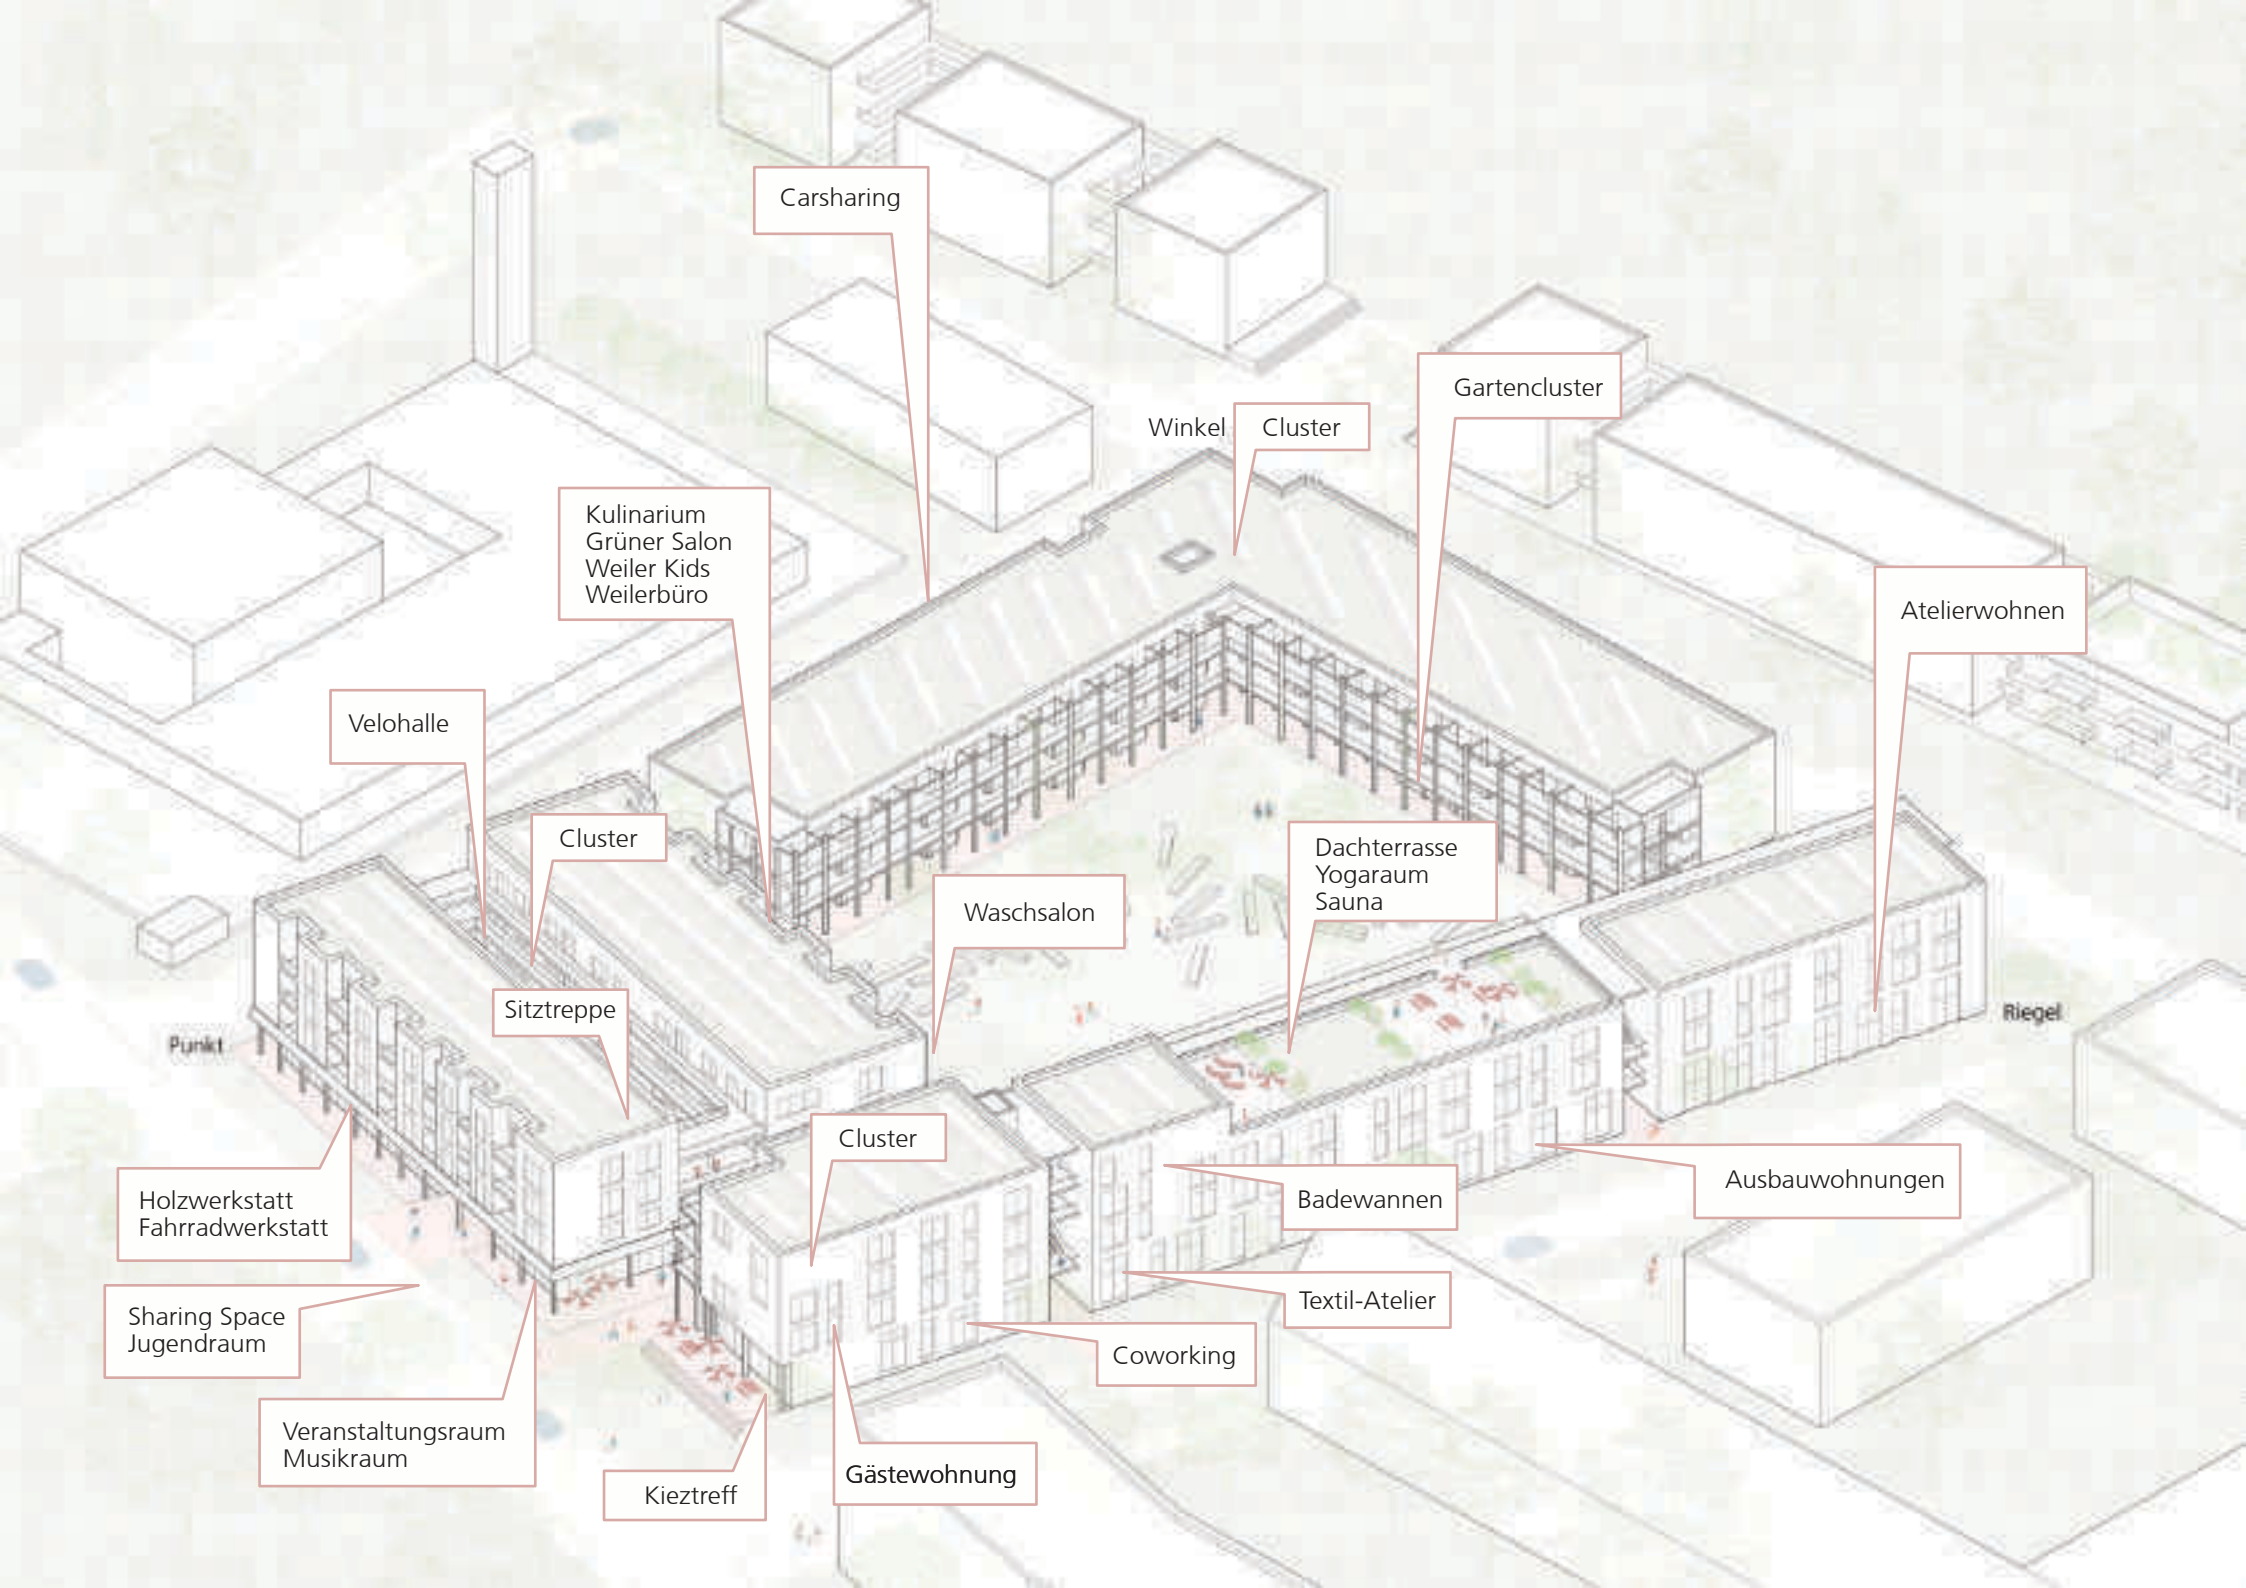 Carsharing
Gartencluster
Winkel
Cluster
Kulinarium
Grüner Salon
Weiler Kids
Weilerbüro
Atelierwohnen
Velohalle
Cluster
Dachterrasse
Yogaraum
Sauna
Waschsalon
Sitztreppe
Riegel
Punkt
Cluster
Ausbauwohnungen
Holzwerkstatt
Fahrradwerkstatt
Badewannen
Sharing Space
Jugendraum
Textil-Atelier
Coworking
Veranstaltungsraum
Musikraum
Gästewohnung
Kieztreff